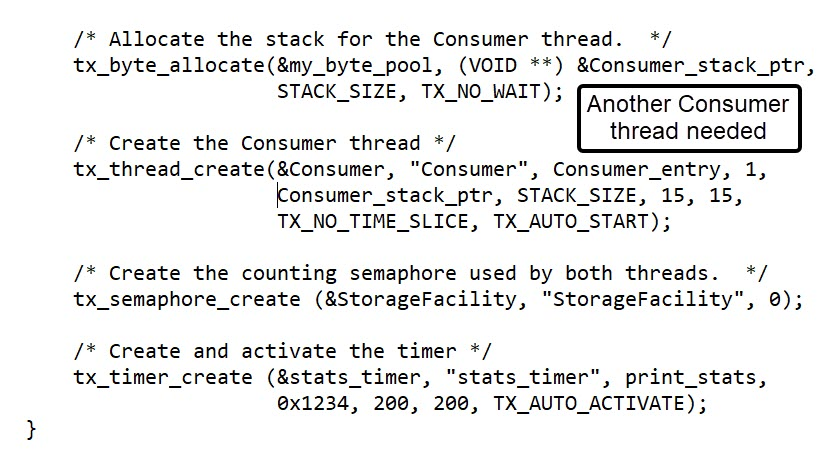 /* Allocate the stack for the Consumer thread.  */
tx_byte_allocate(&my_byte_pool, (VOID **) &Consumer_stack_ptr,
STACK_SIZE, TX_NO_WAIT);
Another Consumer
thread needed
/* Create the Consumer thread */
tx_thread_create(&Consumer, "Consumer", Consumer_entry, 1,
Consumer_stack_ptr, STACK_SIZE, 15, 15,
TX_NO_TIME_SLICE, TX_AUTO_START);
/* Create the counting semaphore used by both threads.  */
tx_semaphore_create (&StorageFacility, "StorageFacility", 0);
/* Create and activate the timer */
tx_timer_create (&stats_timer, "stats_timer", print_stats,
0x1234, 200, 200, TX_AUTO_ACTIVATE);
}